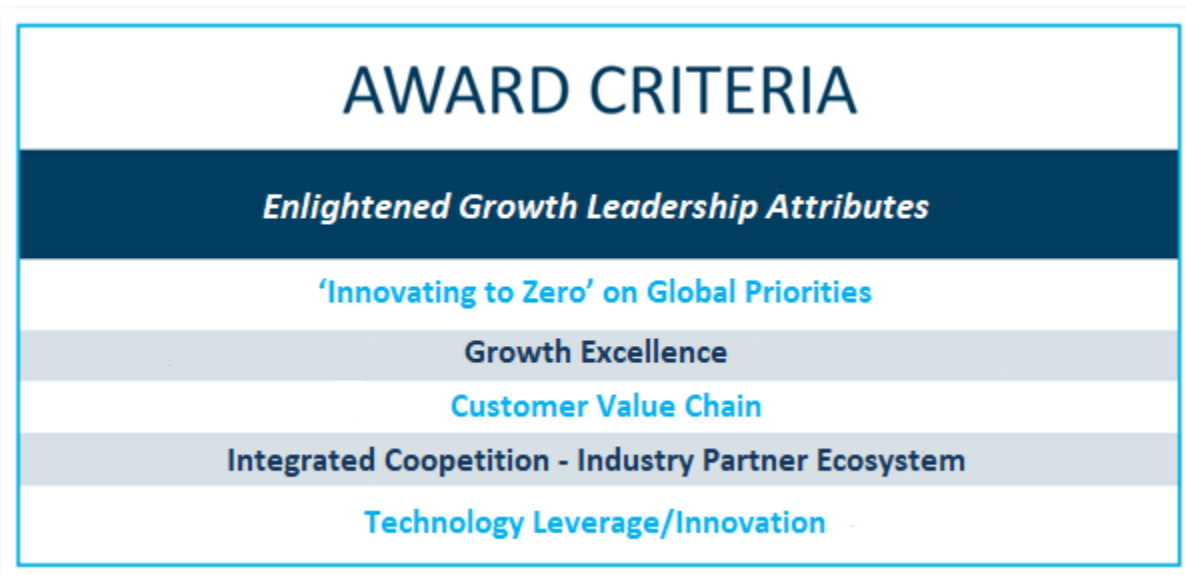 AWARD CRITERIA
Enlightened Growth Leadership Attributes
‘Innovating to Zero’ on Global Priorities
Growth Excellence
Customer Value Chain
Integrated Coopetition - Industry Partner Ecosystem
Technology Leverage/Innovation